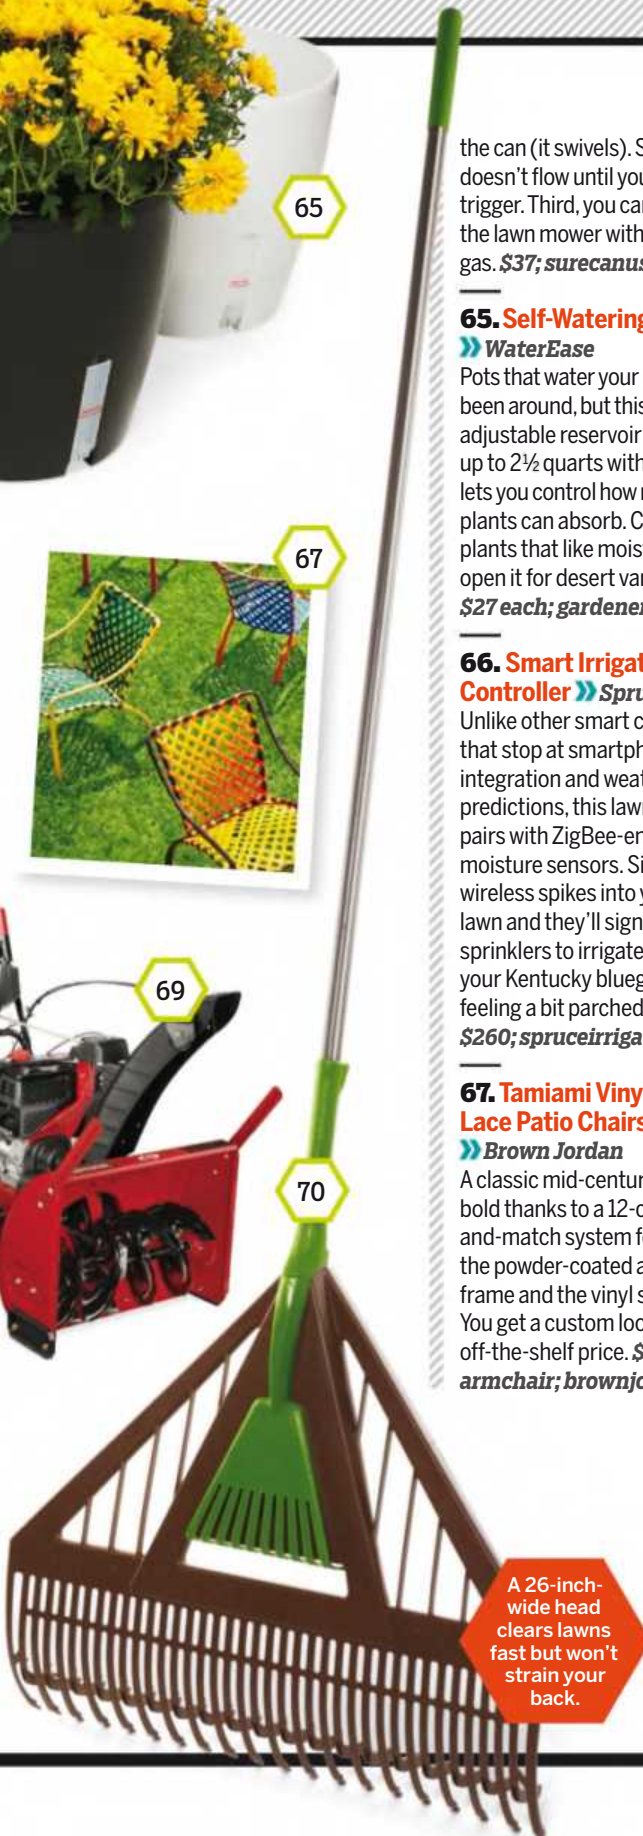 65
67
69
70
the can (it swivels). S
doesn't flow until you
trigger. Third, you car
the lawn mower with
gas. $37; surecanus
65. Self-Watering
WaterEase
Pots that water your
been around, but this
adjustable reservoir
up to 2½ quarts with
lets you control how
plants can absorb. C
plants that like moist
open it for desert var
$27 each; gardener
66. Smart Irrigat
Controller Spru
Unlike other smart c
that stop at smartph
integration and weat
predictions, this law
pairs with ZigBee-en
moisture sensors. Si
wireless spikes into y
lawn and they'll sign
sprinklers to irrigate
your Kentucky blueg
feeling a bit parched
$260; spruceirriga
67. Tamiami Viny
Lace Patio Chairs
Brown Jordan
A classic mid-centur
bold thanks to a 12-c
and-match system f
the powder-coated a
frame and the vinyl s
You get a custom loo
off-the-shelf price. $
armchair; brownjo
A 26-inch-
wide head
clears lawns
fast but won't
strain your
back.